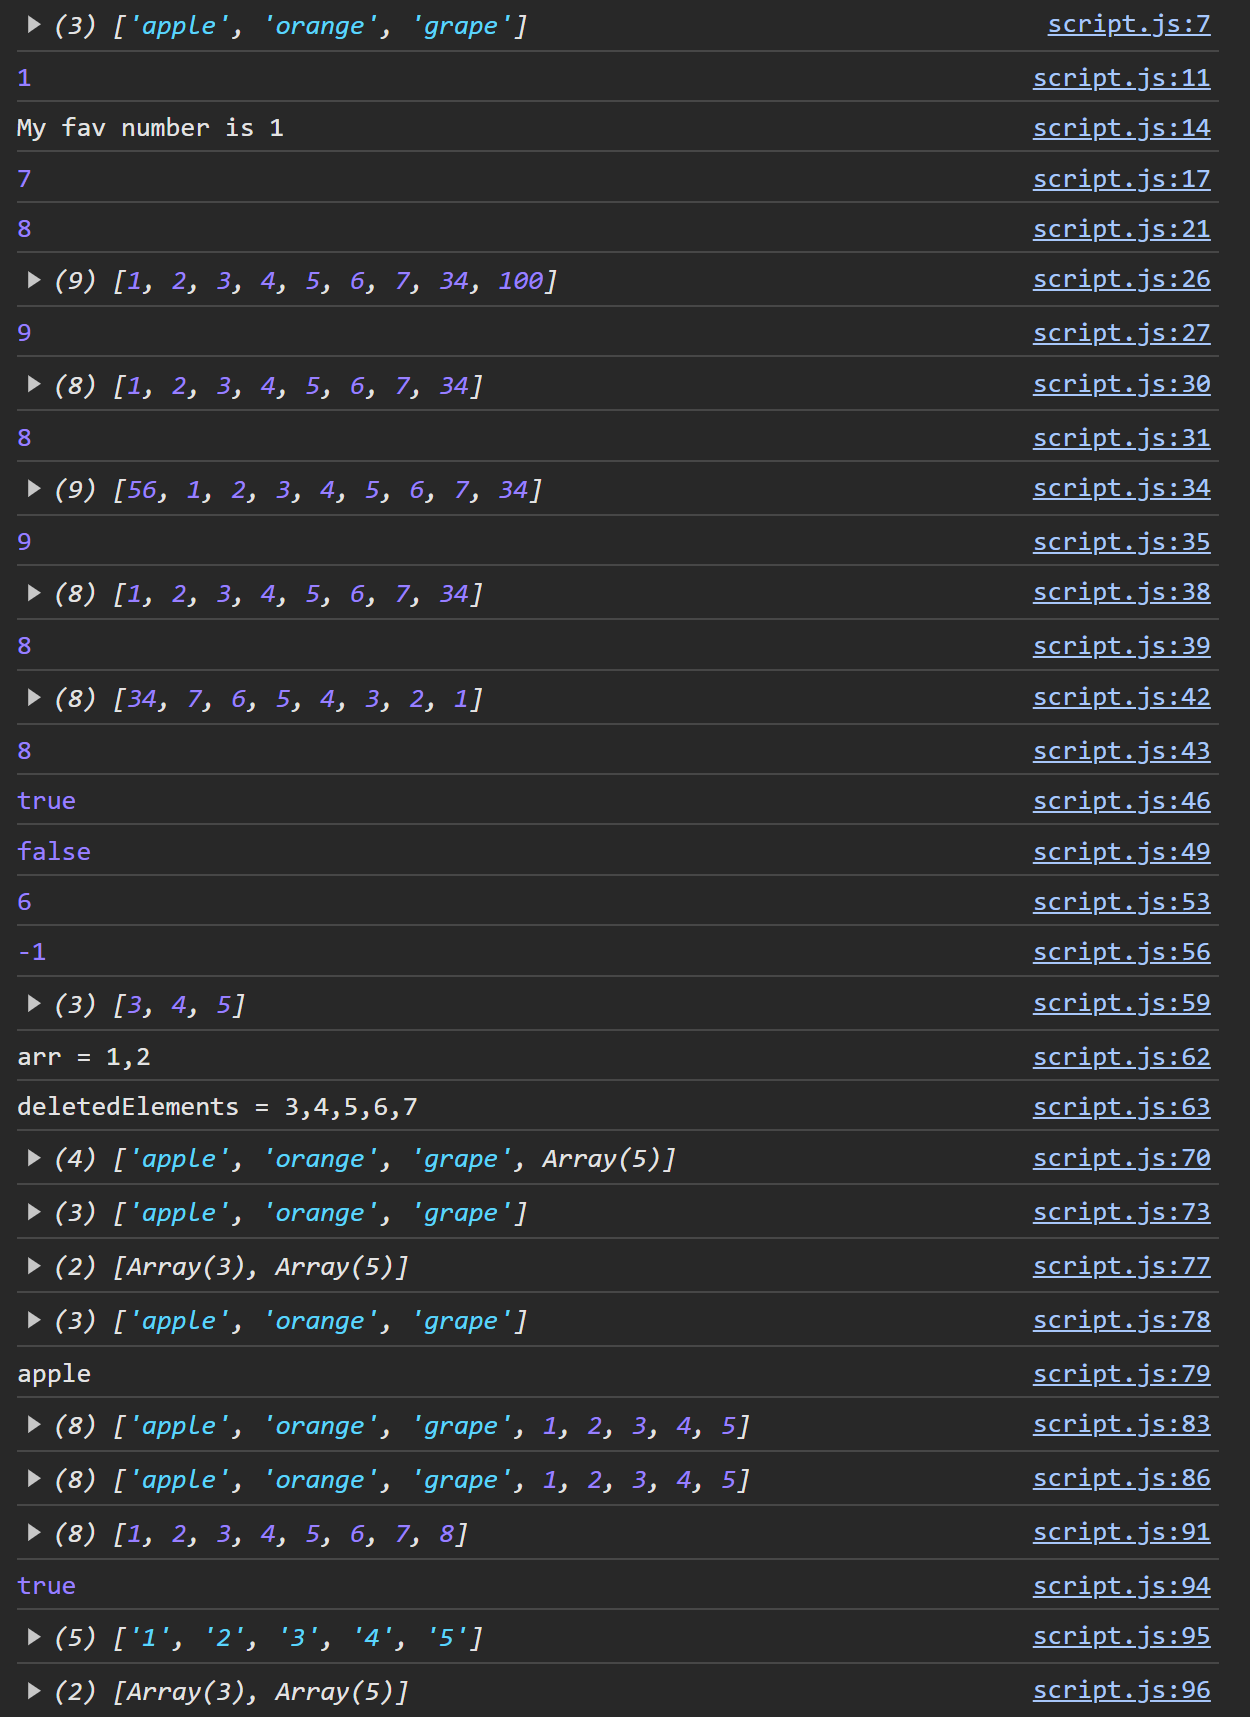 (3) ['apple', 'orange', 'grape'] script.js:7
1 script.js:11
My fav number is 1 script.js:14
7 script.js:17
8 script.js:21
(9) [1, 2, 3, 4, 5, 6, 7, 34, 100] script.js:26
9 script.js:27
(8) [1, 2, 3, 4, 5, 6, 7, 34] script.js:30
8 script.js:31
(9) [56, 1, 2, 3, 4, 5, 6, 7, 34] script.js:34
9 script.js:35
(8) [1, 2, 3, 4, 5, 6, 7, 34] script.js:38
8 script.js:39
(8) [34, 7, 6, 5, 4, 3, 2, 1] script.js:42
8 script.js:43
true script.js:46
false script.js:49
6 script.js:53
-1 script.js:56
(3) [3, 4, 5] script.js:59
arr = 1,2 script.js:62
deletedElements = 3,4,5,6,7 script.js:63
(4) ['apple', 'orange', 'grape', Array(5)] script.js:70
(3) ['apple', 'orange', 'grape'] script.js:73
(2) [Array(3), Array(5)] script.js:77
(3) ['apple', 'orange', 'grape'] script.js:78
apple script.js:79
(8) ['apple', 'orange', 'grape', 1, 2, 3, 4, 5] script.js:83
(8) ['apple', 'orange', 'grape', 1, 2, 3, 4, 5] script.js:86
(8) [1, 2, 3, 4, 5, 6, 7, 8] script.js:91
true script.js:94
(5) ['1', '2', '3', '4', '5'] script.js:95
(2) [Array(3), Array(5)] script.js:96